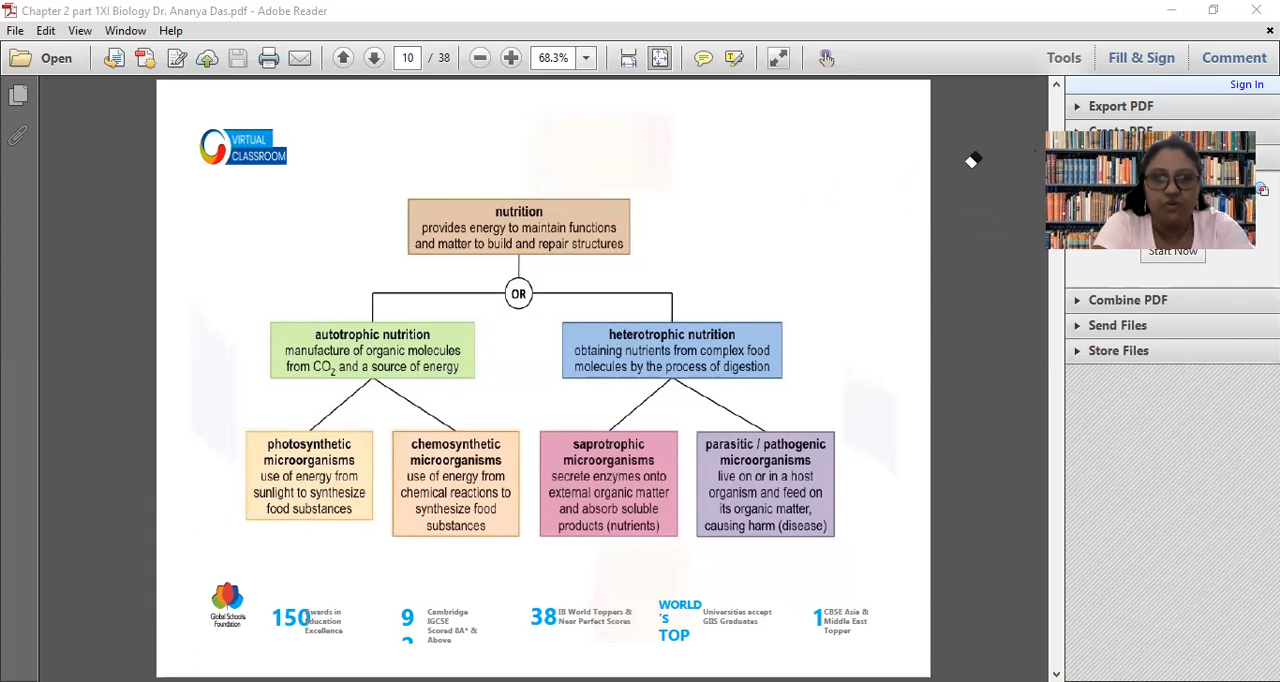 Chapter 2 part 1XI Biology Dr. Ananya Das.pdf - Adobe Reader
File Edit View Window Help
Open 10 / 38 68.3% Tools Fill & Sign Comment
Sign In
Export PDF
Start Now
Combine PDF
Send Files
Store Files
VIRTUAL
CLASSROOM
nutrition
provides energy to maintain functions
and matter to build and repair structures
OR
autotrophic nutrition
manufacture of organic molecules
from CO2 and a source of energy
heterotrophic nutrition
obtaining nutrients from complex food
molecules by the process of digestion
photosynthetic
microorganisms
use of energy from
sunlight to synthesize
food substances
chemosynthetic
microorganisms
use of energy from
chemical reactions to
synthesize food
substances
saprotrophic
microorganisms
secrete enzymes onto
external organic matter
and absorb soluble
products (nutrients)
parasitic / pathogenic
microorganisms
live on or in a host
organism and feed on
its organic matter,
causing harm (disease)
Global Schools
Foundation
150
Excellence
9
Cambridge
IGCSE
Scored 8A* &
Above
38
IB World Toppers &
Near Perfect Scores
WORLD
'S
TOP
Universities accept
GIIS Graduates
1
CBSE Asia &
Middle East
Topper